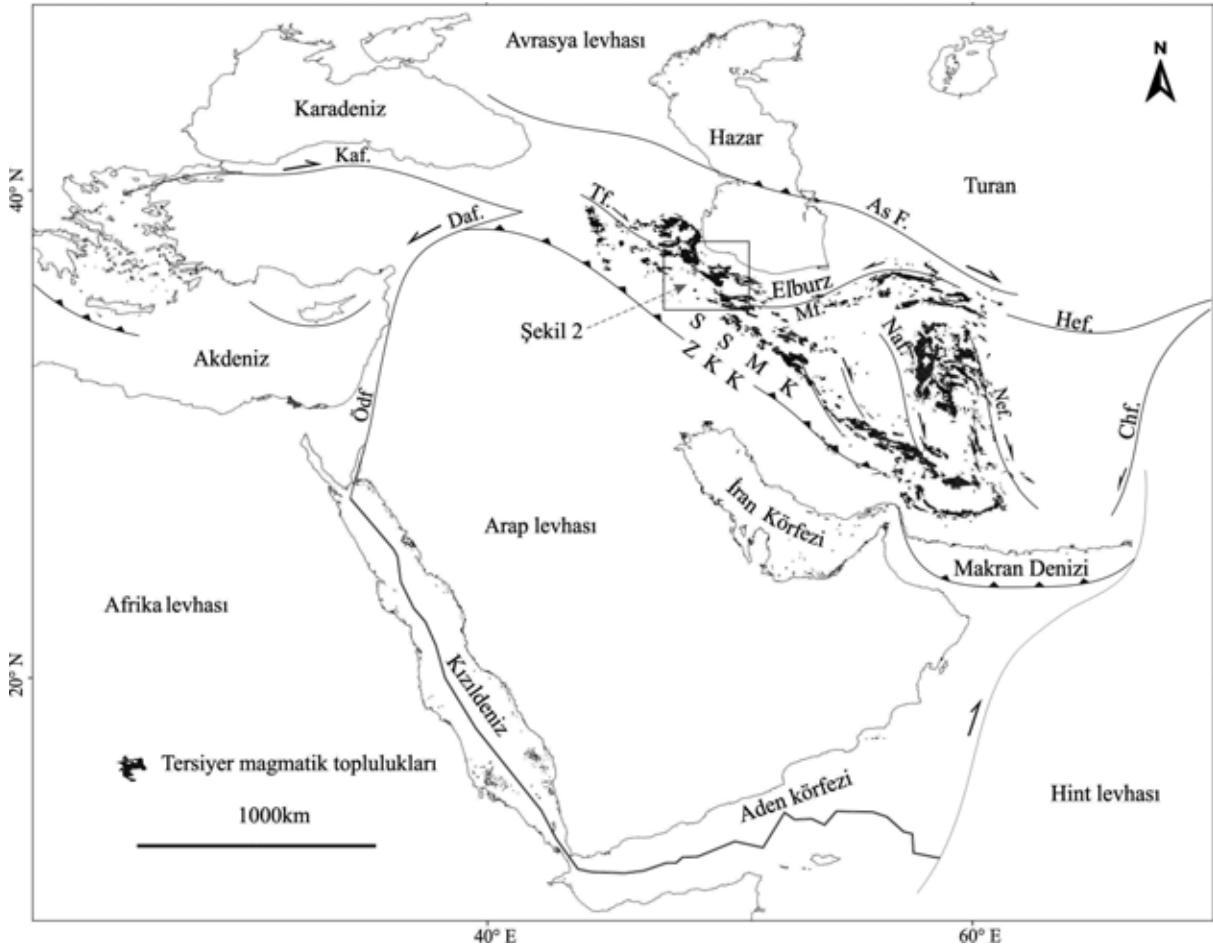 Avrasya levhası
N
Karadeniz
Hazar
Kaf.
40° N
Turan
Tf.
As F.
Daf.
Elburz
Mf.
Hef.
Şekil 2
S S M K
Z K K
Naf.
Akdeniz
Nef.
Ödf
Chf.
İran Körfezi
Arap levhası
Makran Denizi
Afrika levhası
20° N
Kızıldeniz
Tersiyer magmatik toplulukları
Aden körfezi
Hint levhası
1000km
40° E
60° E